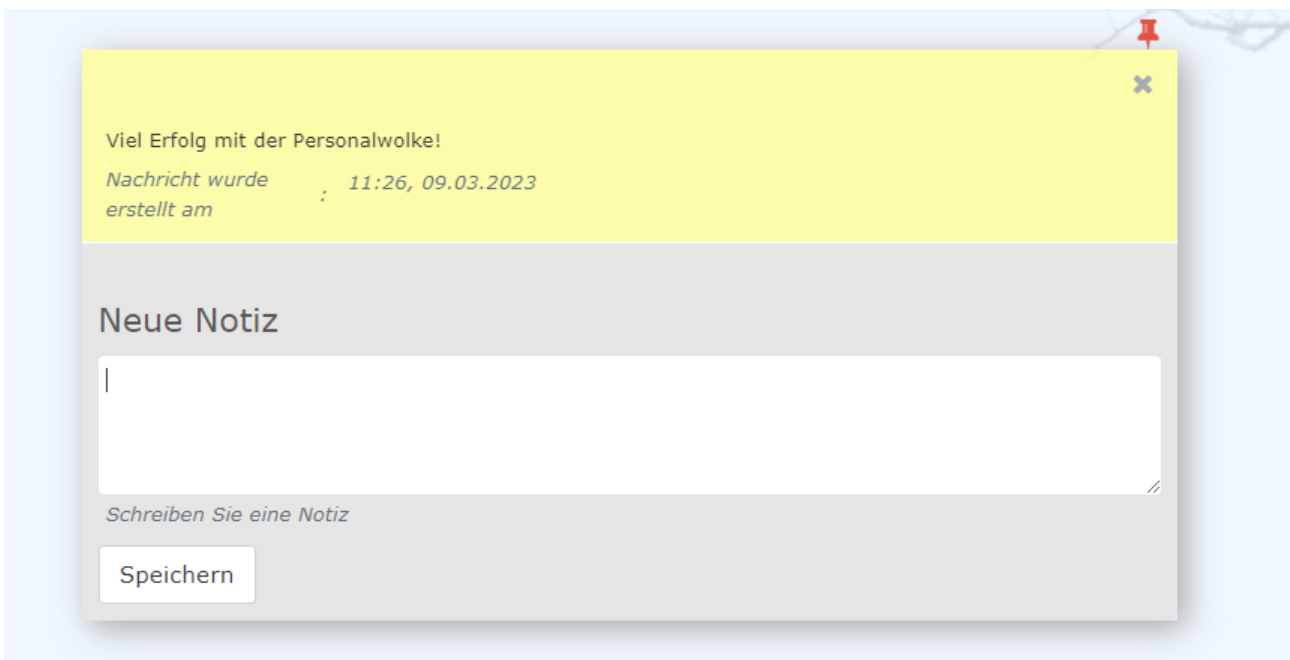 Viel Erfolg mit der Personalwolke!
Nachricht wurde : 11:26, 09.03.2023
erstellt am
Neue Notiz
Schreiben Sie eine Notiz
Speichern